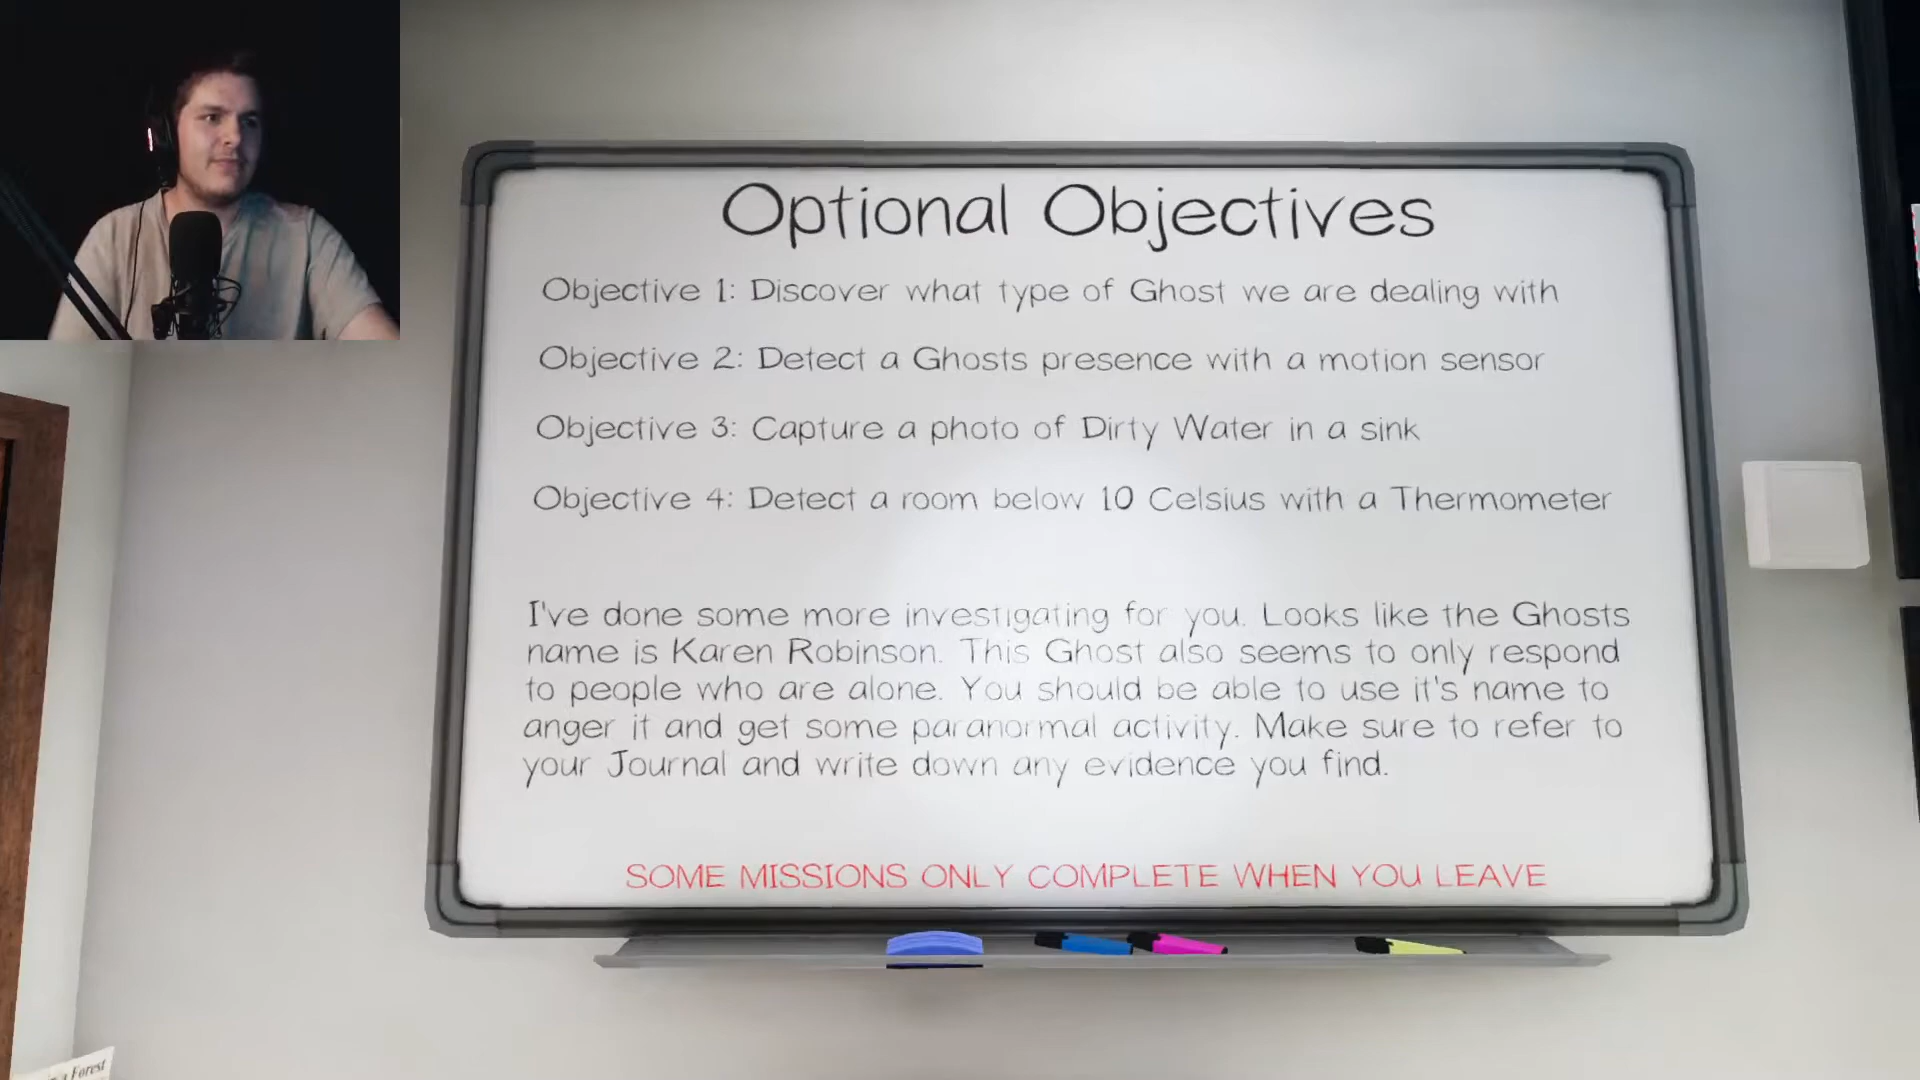 Optional Objectives
Objective 1: Discover what type of Ghost we are dealing with
Objective 2: Detect a Ghosts presence with a motion sensor
Objective 3: Capture a photo of Dirty Water in a sink
Objective 4: Detect a room below 10 Celsius with a Thermometer
I've done some more investigating for you. Looks like the Ghosts
name is Karen Robinson. This Ghost also seems to only respond
to people who are alone. You should be able to use it's name to
anger it and get some paranormal activity. Make sure to refer to
your Journal and write down any evidence you find.
SOME MISSIONS ONLY COMPLETE WHEN YOU LEAVE
Forest